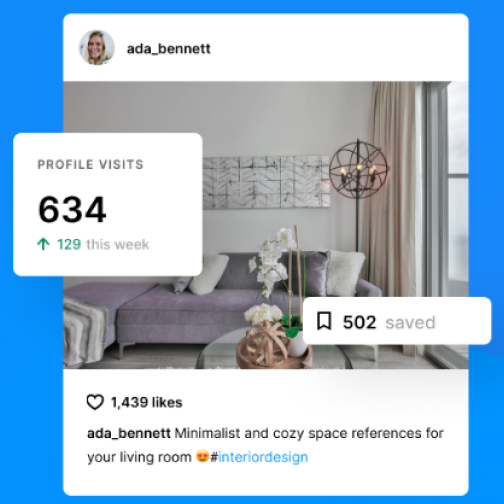 ada_bennett
PROFILE VISITS
634
↑ 129 this week
502 saved
1,439 likes
ada_bennett Minimalist and cozy space references for
your living room 😍#interiordesign